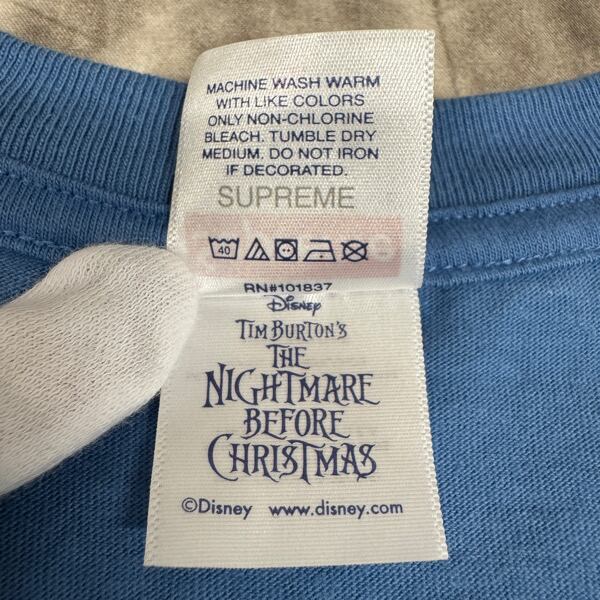 MACHINE WASH WARM
WITH LIKE COLORS
ONLY NON-CHLORINE
BLEACH. TUMBLE DRY
MEDIUM. DO NOT IRON
IF DECORATED.
SUPREME
40
RN#101837
Disney
TIM BURTON'S
THE
NIGHTMARE
BEFORE
CHRISTMAS
©Disney www.disney.com